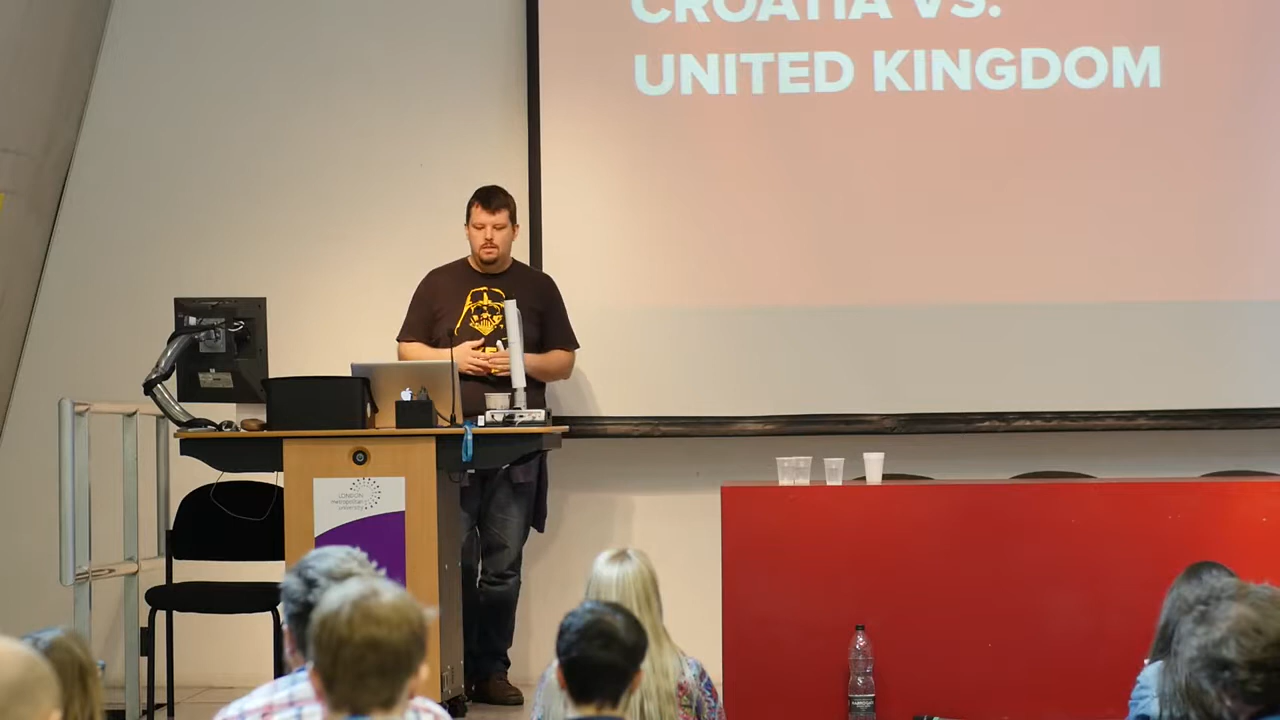 CROATIA VS.
UNITED KINGDOM
LONDON
metropolitan
university